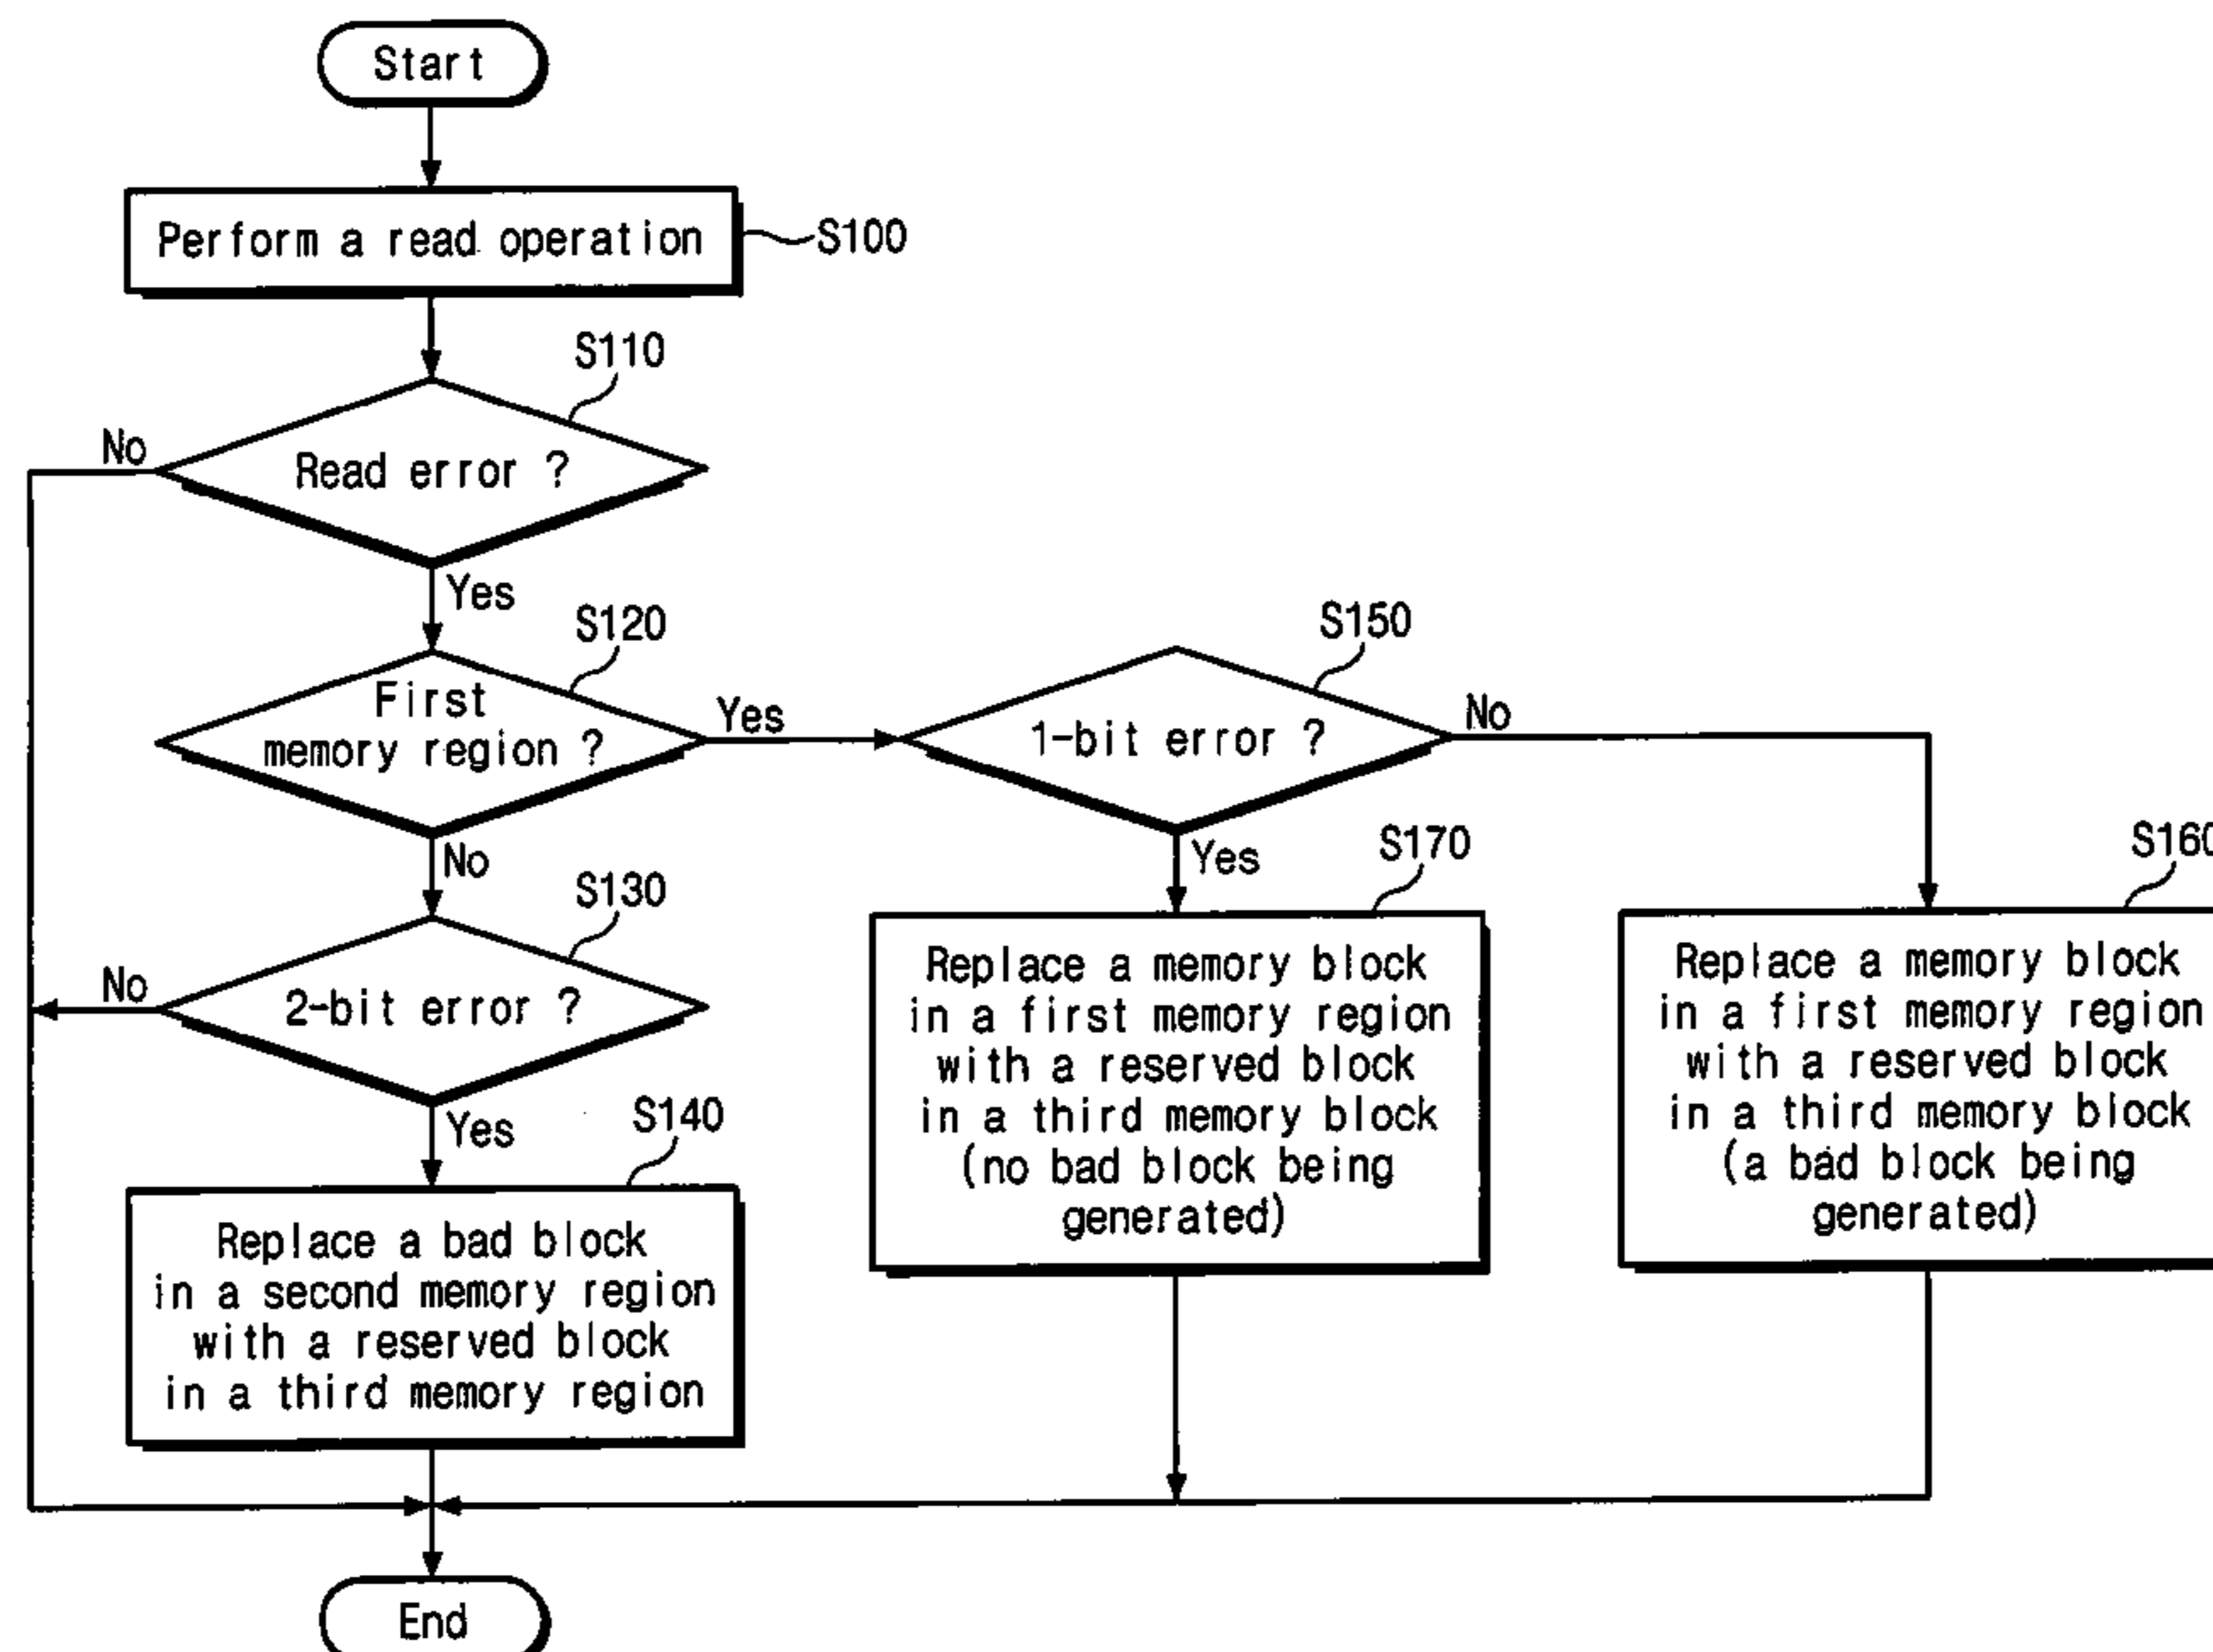 Start
Perform a read operation
S100
S110
No
Read error ?
Yes
S120
First
memory region ?
Yes
S150
1-bit error ?
No
No
Yes
S130
No
2-bit error ?
Yes
S170
Replace a memory block
in a first memory region
with a reserved block
in a third memory block
(no bad block being
generated)
S160
Replace a memory block
in a first memory region
with a reserved block
in a third memory block
(a bad block being
generated)
S140
Replace a bad block
in a second memory region
with a reserved block
in a third memory region
End